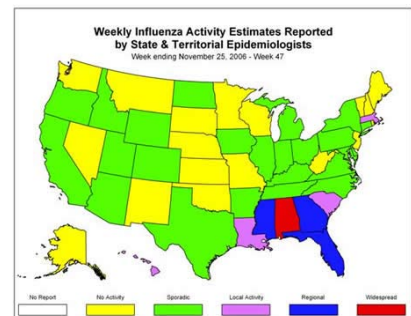 Weekly Influenza Activity Estimates Reported
by State & Territorial Epidemiologists
Week ending November 25, 2006 - Week 47
No Report
No Activity
Sporadic
Local Activity
Regional
Widespread